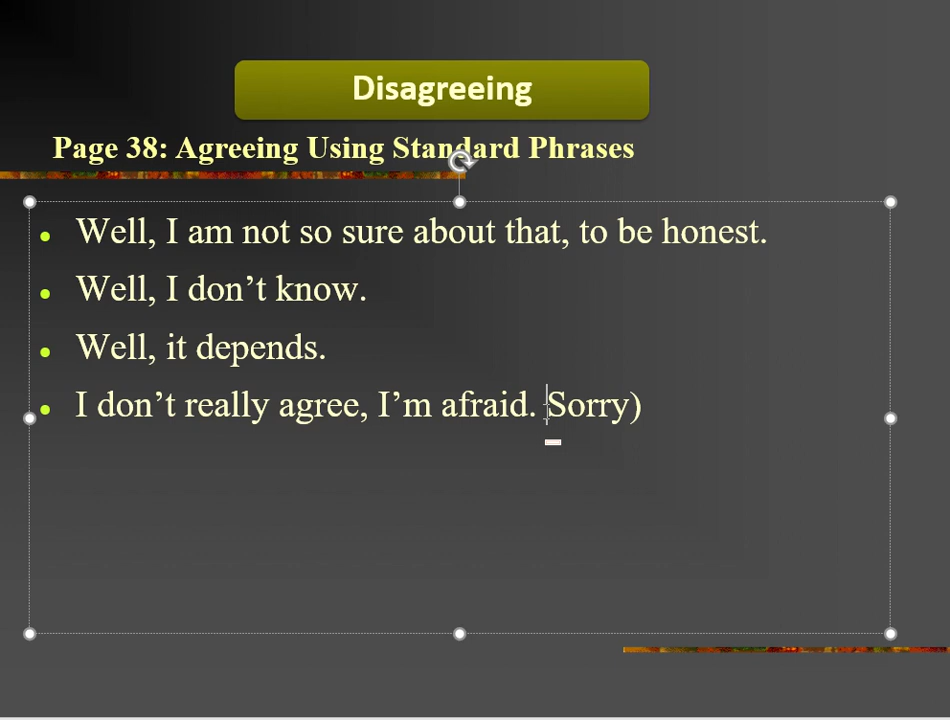 Disagreeing
Page 38: Agreeing Using Standard Phrases
• Well, I am not so sure about that, to be honest.
• Well, I don’t know.
• Well, it depends.
• I don’t really agree, I’m afraid. Sorry)